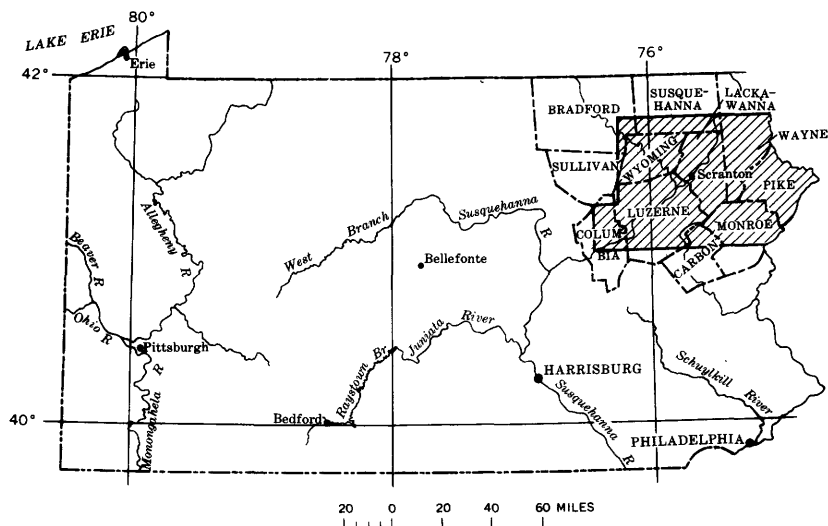 80°
78°
76°
LAKE ERIE
42°
Erie
SUSQUE-
HANNA
LACKA-
WANNA
BRADFORD
WAYNE
SULLIVAN
WYOMING
Scranton
PIKE
LUZERNE
MONROE
COLUM
BIA
CARBON
Allegheny R
West Branch Susquehanna R
Bellefonte
Beaver R
Ohio R
Pittsburgh
Monongahela R
Juniata River
Raystown Br
HARRISBURG
Susquehanna R
Schuylkill River
40°
Bedford
PHILADELPHIA
20 0 20 40 60 MILES